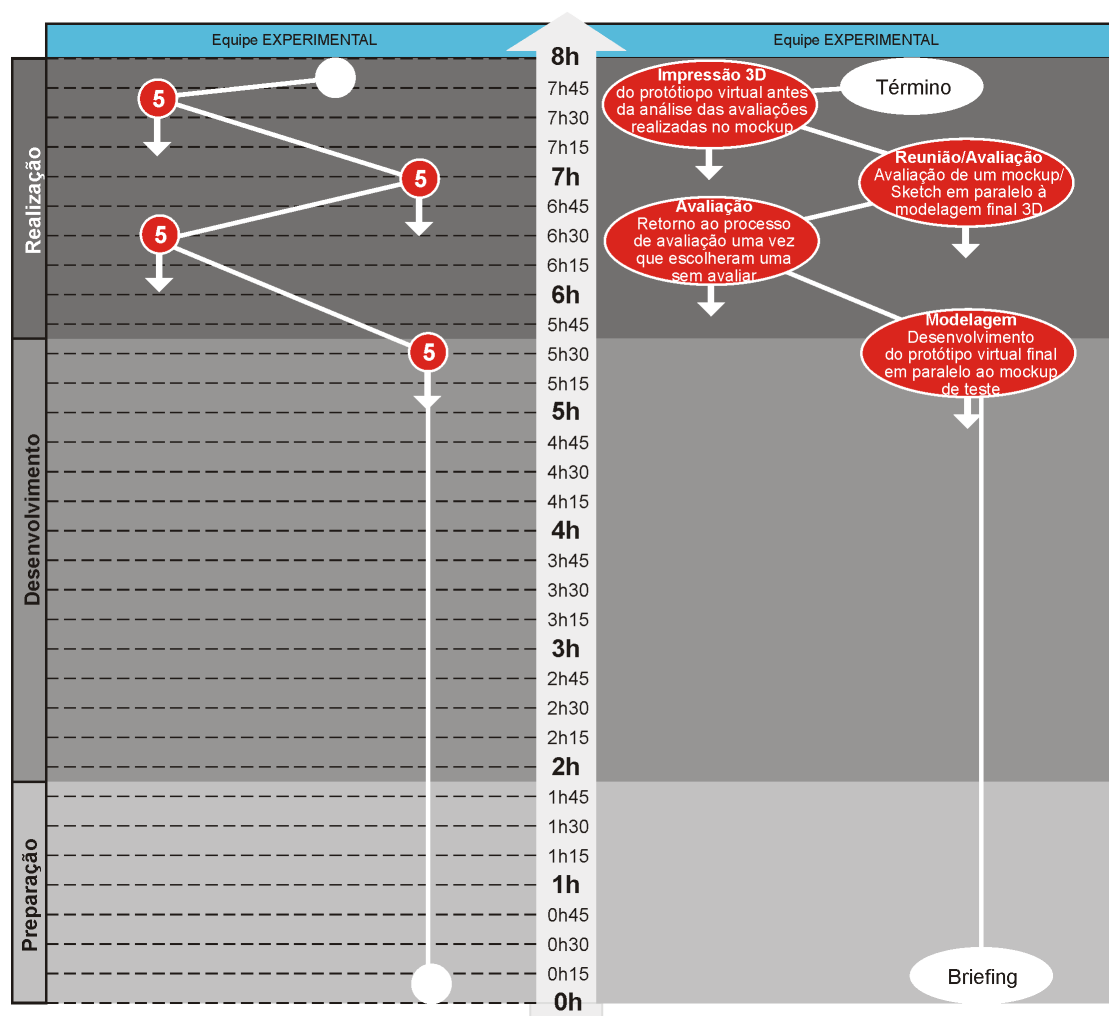 Equipe EXPERIMENTAL
Equipe EXPERIMENTAL
Realização
Desenvolvimento
Preparação
5
5
5
5
8h
7h45
7h30
7h15
7h
6h45
6h30
6h15
6h
5h45
5h30
5h15
5h
4h45
4h30
4h15
4h
3h45
3h30
3h15
3h
2h45
2h30
2h15
2h
1h45
1h30
1h15
1h
0h45
0h30
0h15
0h
Término
Impressão 3D
do protótiopo virtual antes
da análise das avaliações
realizadas no mockup
Reunião/Avaliação
Avaliação de um mockup/
Sketch em paralelo à
modelagem final 3D
Avaliação
Retorno ao processo
de avaliação uma vez
que escolheram uma
sem avaliar
Modelagem
Desenvolvimento
do protótipo virtual final
em paralelo ao mockup
de teste
Briefing